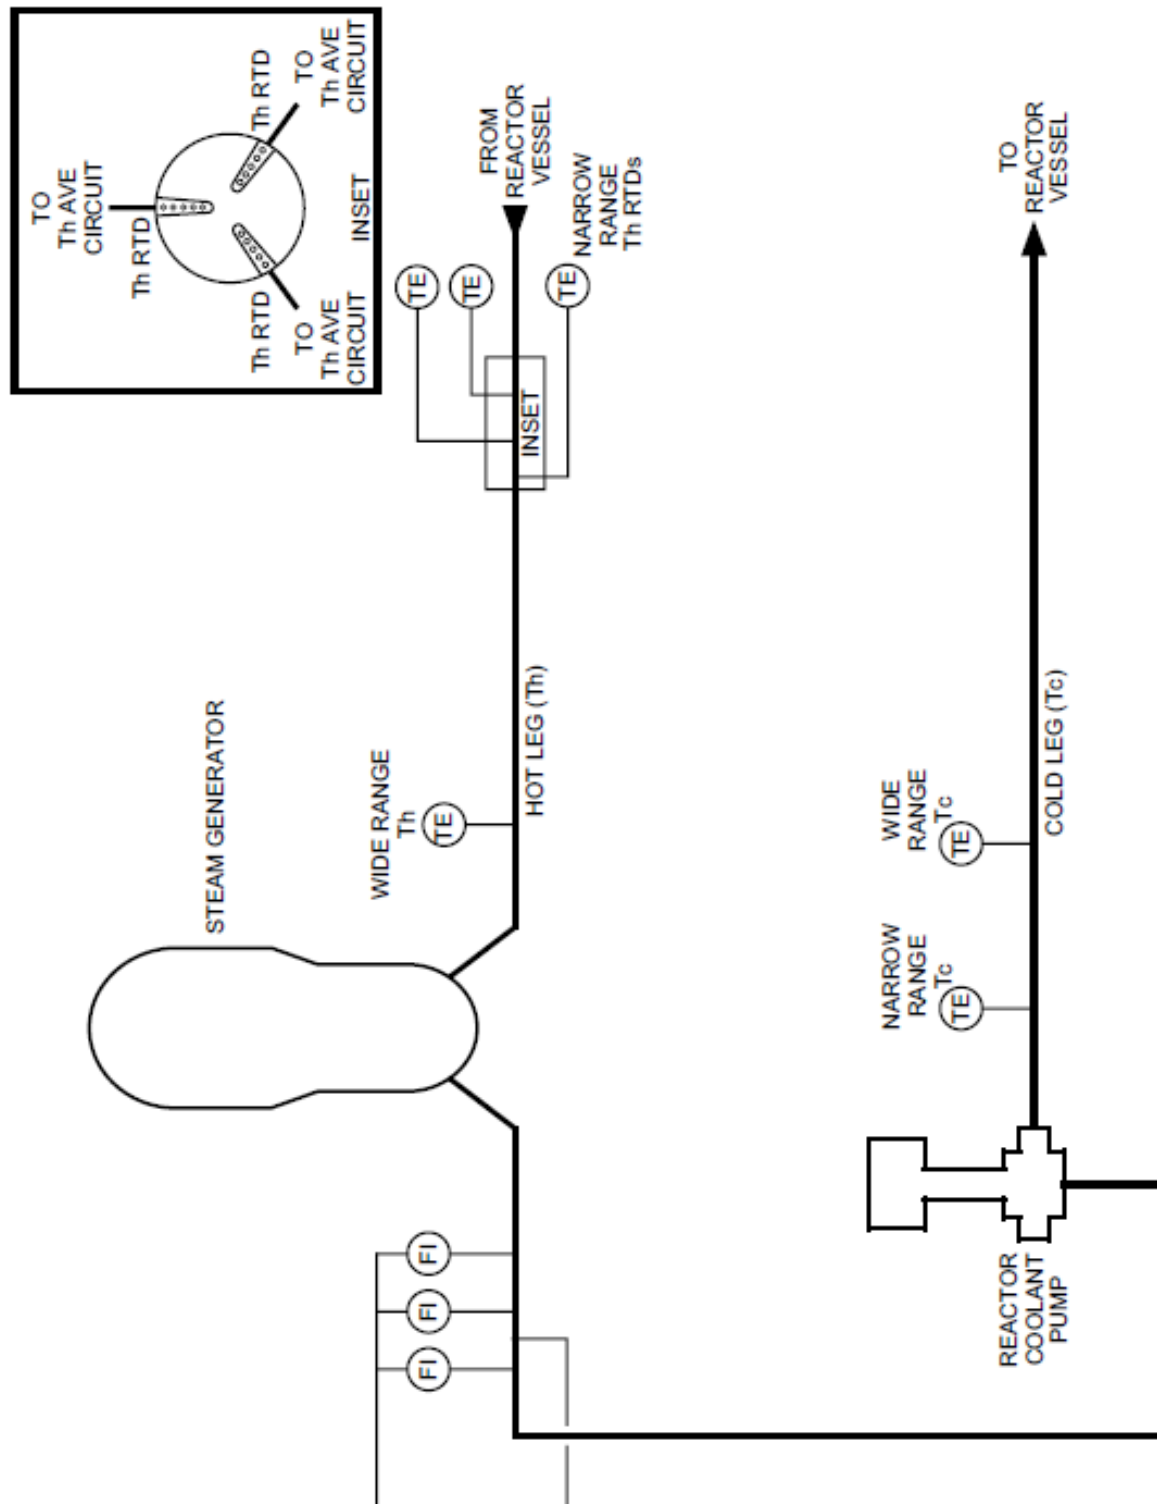 TO
Th AVE
CIRCUIT
Th RTD
Th RTD
TO
Th AVE
CIRCUIT
Th RTD
TO
Th AVE
CIRCUIT
INSET
STEAM GENERATOR
WIDE RANGE
Th
TE
HOT LEG (Th)
TE
TE
TE
INSET
FROM
REACTOR
VESSEL
NARROW
RANGE
Th RTDs
FI
FI
FI
NARROW
RANGE
Tc
TE
WIDE
RANGE
Tc
TE
COLD LEG (Tc)
TO
REACTOR
VESSEL
REACTOR
COOLANT
PUMP